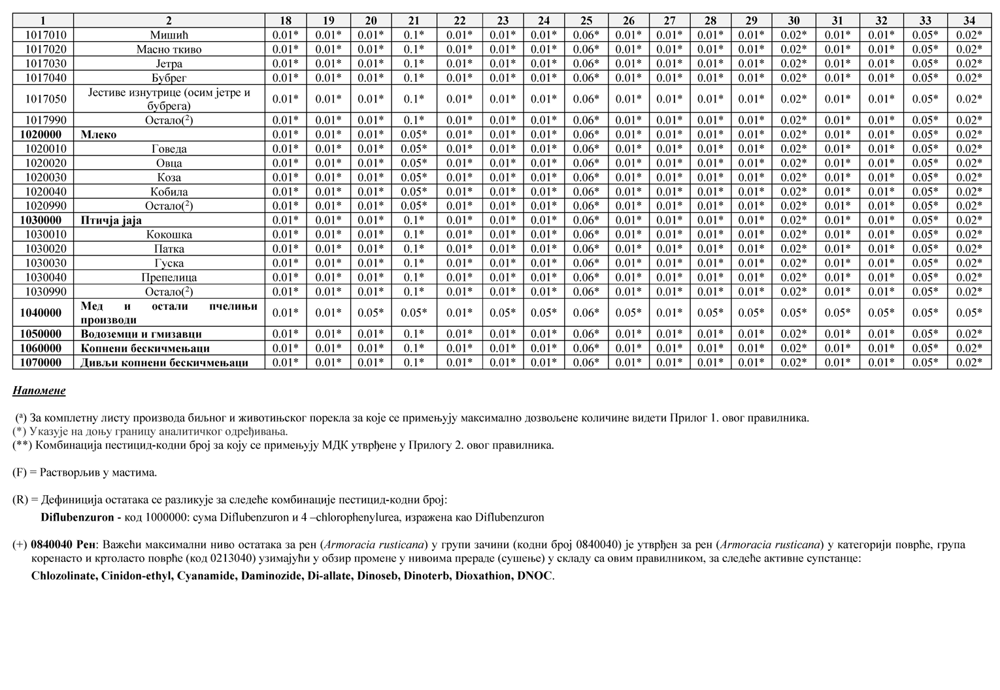 1 2 18 19 20 21 22 23 24 25 26 27 28 29 30 31 32 33 34
1017010 Мишић 0.01* 0.01* 0.01* 0.1* 0.01* 0.01* 0.01* 0.06* 0.01* 0.01* 0.01* 0.01* 0.02* 0.01* 0.01* 0.05* 0.02*
1017020 Масно ткиво 0.01* 0.01* 0.01* 0.1* 0.01* 0.01* 0.01* 0.06* 0.01* 0.01* 0.01* 0.01* 0.02* 0.01* 0.01* 0.05* 0.02*
1017030 Јетра 0.01* 0.01* 0.01* 0.1* 0.01* 0.01* 0.01* 0.06* 0.01* 0.01* 0.01* 0.01* 0.02* 0.01* 0.01* 0.05* 0.02*
1017040 Бубрег 0.01* 0.01* 0.01* 0.1* 0.01* 0.01* 0.01* 0.06* 0.01* 0.01* 0.01* 0.01* 0.02* 0.01* 0.01* 0.05* 0.02*
1017050 Јестиве изнутрице (осим јетре и
бубрега) 0.01* 0.01* 0.01* 0.1* 0.01* 0.01* 0.01* 0.06* 0.01* 0.01* 0.01* 0.01* 0.02* 0.01* 0.01* 0.05* 0.02*
1017990 Остало(2) 0.01* 0.01* 0.01* 0.1* 0.01* 0.01* 0.01* 0.06* 0.01* 0.01* 0.01* 0.01* 0.02* 0.01* 0.01* 0.05* 0.02*
1020000 Млеко 0.01* 0.01* 0.01* 0.05* 0.01* 0.01* 0.01* 0.06* 0.01* 0.01* 0.01* 0.01* 0.02* 0.01* 0.01* 0.05* 0.02*
1020010 Говеда 0.01* 0.01* 0.01* 0.05* 0.01* 0.01* 0.01* 0.06* 0.01* 0.01* 0.01* 0.01* 0.02* 0.01* 0.01* 0.05* 0.02*
1020020 Овца 0.01* 0.01* 0.01* 0.05* 0.01* 0.01* 0.01* 0.06* 0.01* 0.01* 0.01* 0.01* 0.02* 0.01* 0.01* 0.05* 0.02*
1020030 Коза 0.01* 0.01* 0.01* 0.05* 0.01* 0.01* 0.01* 0.06* 0.01* 0.01* 0.01* 0.01* 0.02* 0.01* 0.01* 0.05* 0.02*
1020040 Кобила 0.01* 0.01* 0.01* 0.05* 0.01* 0.01* 0.01* 0.06* 0.01* 0.01* 0.01* 0.01* 0.02* 0.01* 0.01* 0.05* 0.02*
1020990 Остало(2) 0.01* 0.01* 0.01* 0.05* 0.01* 0.01* 0.01* 0.06* 0.01* 0.01* 0.01* 0.01* 0.02* 0.01* 0.01* 0.05* 0.02*
1030000 Птичја јаја 0.01* 0.01* 0.01* 0.1* 0.01* 0.01* 0.01* 0.06* 0.01* 0.01* 0.01* 0.01* 0.02* 0.01* 0.01* 0.05* 0.02*
1030010 Кокошка 0.01* 0.01* 0.01* 0.1* 0.01* 0.01* 0.01* 0.06* 0.01* 0.01* 0.01* 0.01* 0.02* 0.01* 0.01* 0.05* 0.02*
1030020 Патка 0.01* 0.01* 0.01* 0.1* 0.01* 0.01* 0.01* 0.06* 0.01* 0.01* 0.01* 0.01* 0.02* 0.01* 0.01* 0.05* 0.02*
1030030 Гуска 0.01* 0.01* 0.01* 0.1* 0.01* 0.01* 0.01* 0.06* 0.01* 0.01* 0.01* 0.01* 0.02* 0.01* 0.01* 0.05* 0.02*
1030040 Препелица 0.01* 0.01* 0.01* 0.1* 0.01* 0.01* 0.01* 0.06* 0.01* 0.01* 0.01* 0.01* 0.02* 0.01* 0.01* 0.05* 0.02*
1030990 Остало(2) 0.01* 0.01* 0.01* 0.1* 0.01* 0.01* 0.01* 0.06* 0.01* 0.01* 0.01* 0.01* 0.02* 0.01* 0.01* 0.05* 0.02*
1040000 Мед и остали пчелињи
производи 0.01* 0.01* 0.05* 0.05* 0.01* 0.05* 0.05* 0.06* 0.05* 0.01* 0.05* 0.05* 0.05* 0.05* 0.05* 0.05* 0.05*
1050000 Водоземци и гмизавци 0.01* 0.01* 0.01* 0.1* 0.01* 0.01* 0.01* 0.06* 0.01* 0.01* 0.01* 0.01* 0.02* 0.01* 0.01* 0.05* 0.02*
1060000 Копнени бескичмењаци 0.01* 0.01* 0.01* 0.1* 0.01* 0.01* 0.01* 0.06* 0.01* 0.01* 0.01* 0.01* 0.02* 0.01* 0.01* 0.05* 0.02*
1070000 Дивљи копнени бескичмењаци 0.01* 0.01* 0.01* 0.1* 0.01* 0.01* 0.01* 0.06* 0.01* 0.01* 0.01* 0.01* 0.02* 0.01* 0.01* 0.05* 0.02*
Напомене
(a) За комплетну листу производа биљног и животињског порекла за које се примењују максимално дозвољене количине видети Прилог 1. овог правилника.
(*) Указује на доњу границу аналитичког одређивања.
(**) Комбинација пестицид-кодни број за коју се примењују МДК утврђене у Прилогу 2. овог правилника.
(F) = Растворљив у мастима.
(R) = Дефиниција остатака се разликује за следеће комбинације пестицид-кодни број:
Diflubenzuron - код 1000000: сума Diflubenzuron и 4 –chlorophenylurea, изражена као Diflubenzuron
(+) 0840040 Рен: Важећи максимални ниво остатака за рен (Armoracia rusticana) у групи зачини (кодни број 0840040) је утврђен за рен (Armoracia rusticana) у категорији поврће, група
коренасто и кртоласто поврће (код 0213040) узимајући у обзир промене у нивоима прераде (сушење) у складу са овим правилником, за следеће активне супстанце:
Chlozolinate, Cinidon-ethyl, Cyanamide, Daminozide, Di-allate, Dinoseb, Dinoterb, Dioxathion, DNOC.